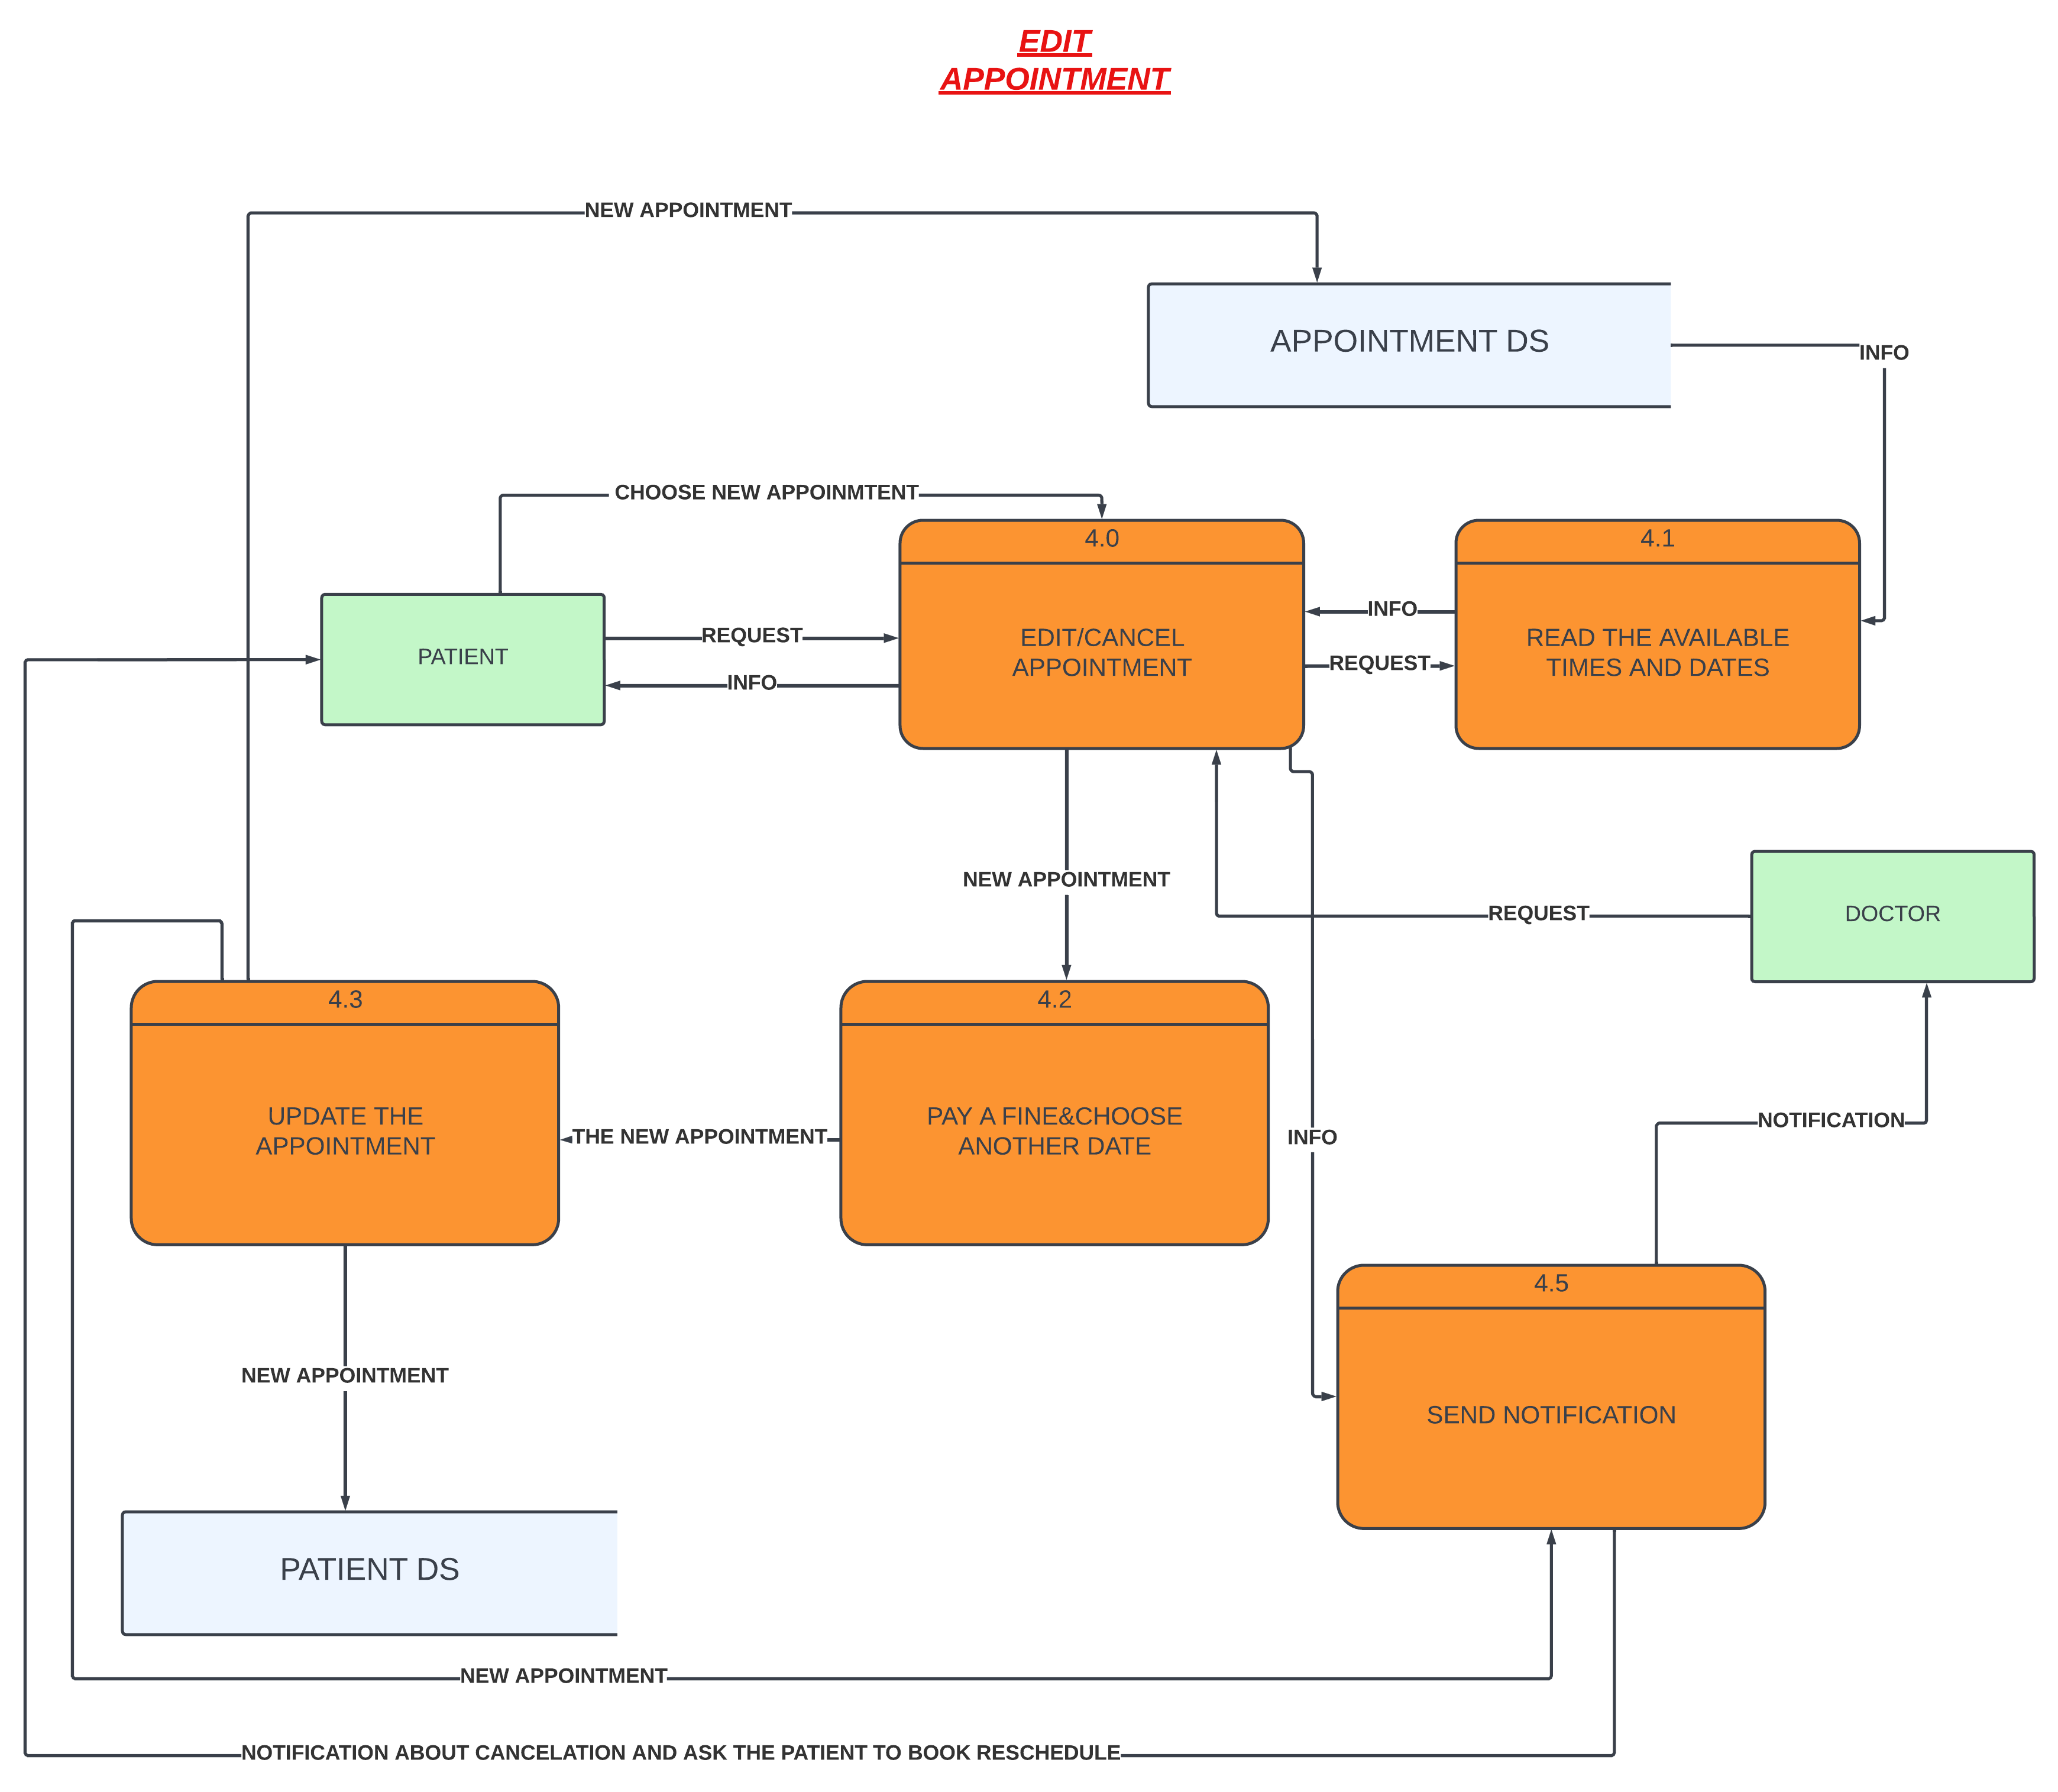 EDIT
APPOINTMENT
NEW APPOINTMENT
APPOINTMENT DS
INFO
CHOOSE NEW APPOINMTENT
4.0
4.1
EDIT/CANCEL
APPOINTMENT
READ THE AVAILABLE
TIMES AND DATES
INFO
REQUEST
PATIENT
REQUEST
INFO
NEW APPOINTMENT
REQUEST
DOCTOR
4.3
UPDATE THE
APPOINTMENT
THE NEW APPOINTMENT
4.2
PAY A FINE&CHOOSE
ANOTHER DATE
INFO
NOTIFICATION
4.5
SEND NOTIFICATION
NEW APPOINTMENT
PATIENT DS
NEW APPOINTMENT
NOTIFICATION ABOUT CANCELATION AND ASK THE PATIENT TO BOOK RESCHEDULE